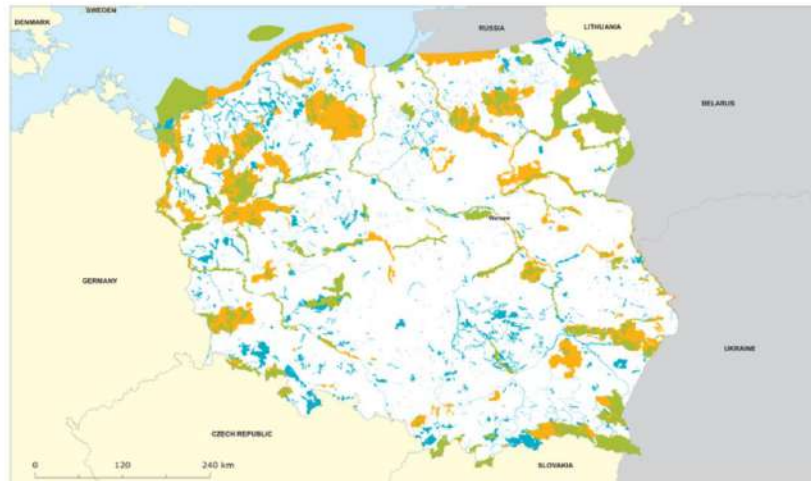 SWEDEN
DENMARK
RUSSIA
LITHUANIA
BELARUS
Warsaw
GERMANY
UKRAINE
CZECH REPUBLIC
0 120 240 km
SLOVAKIA